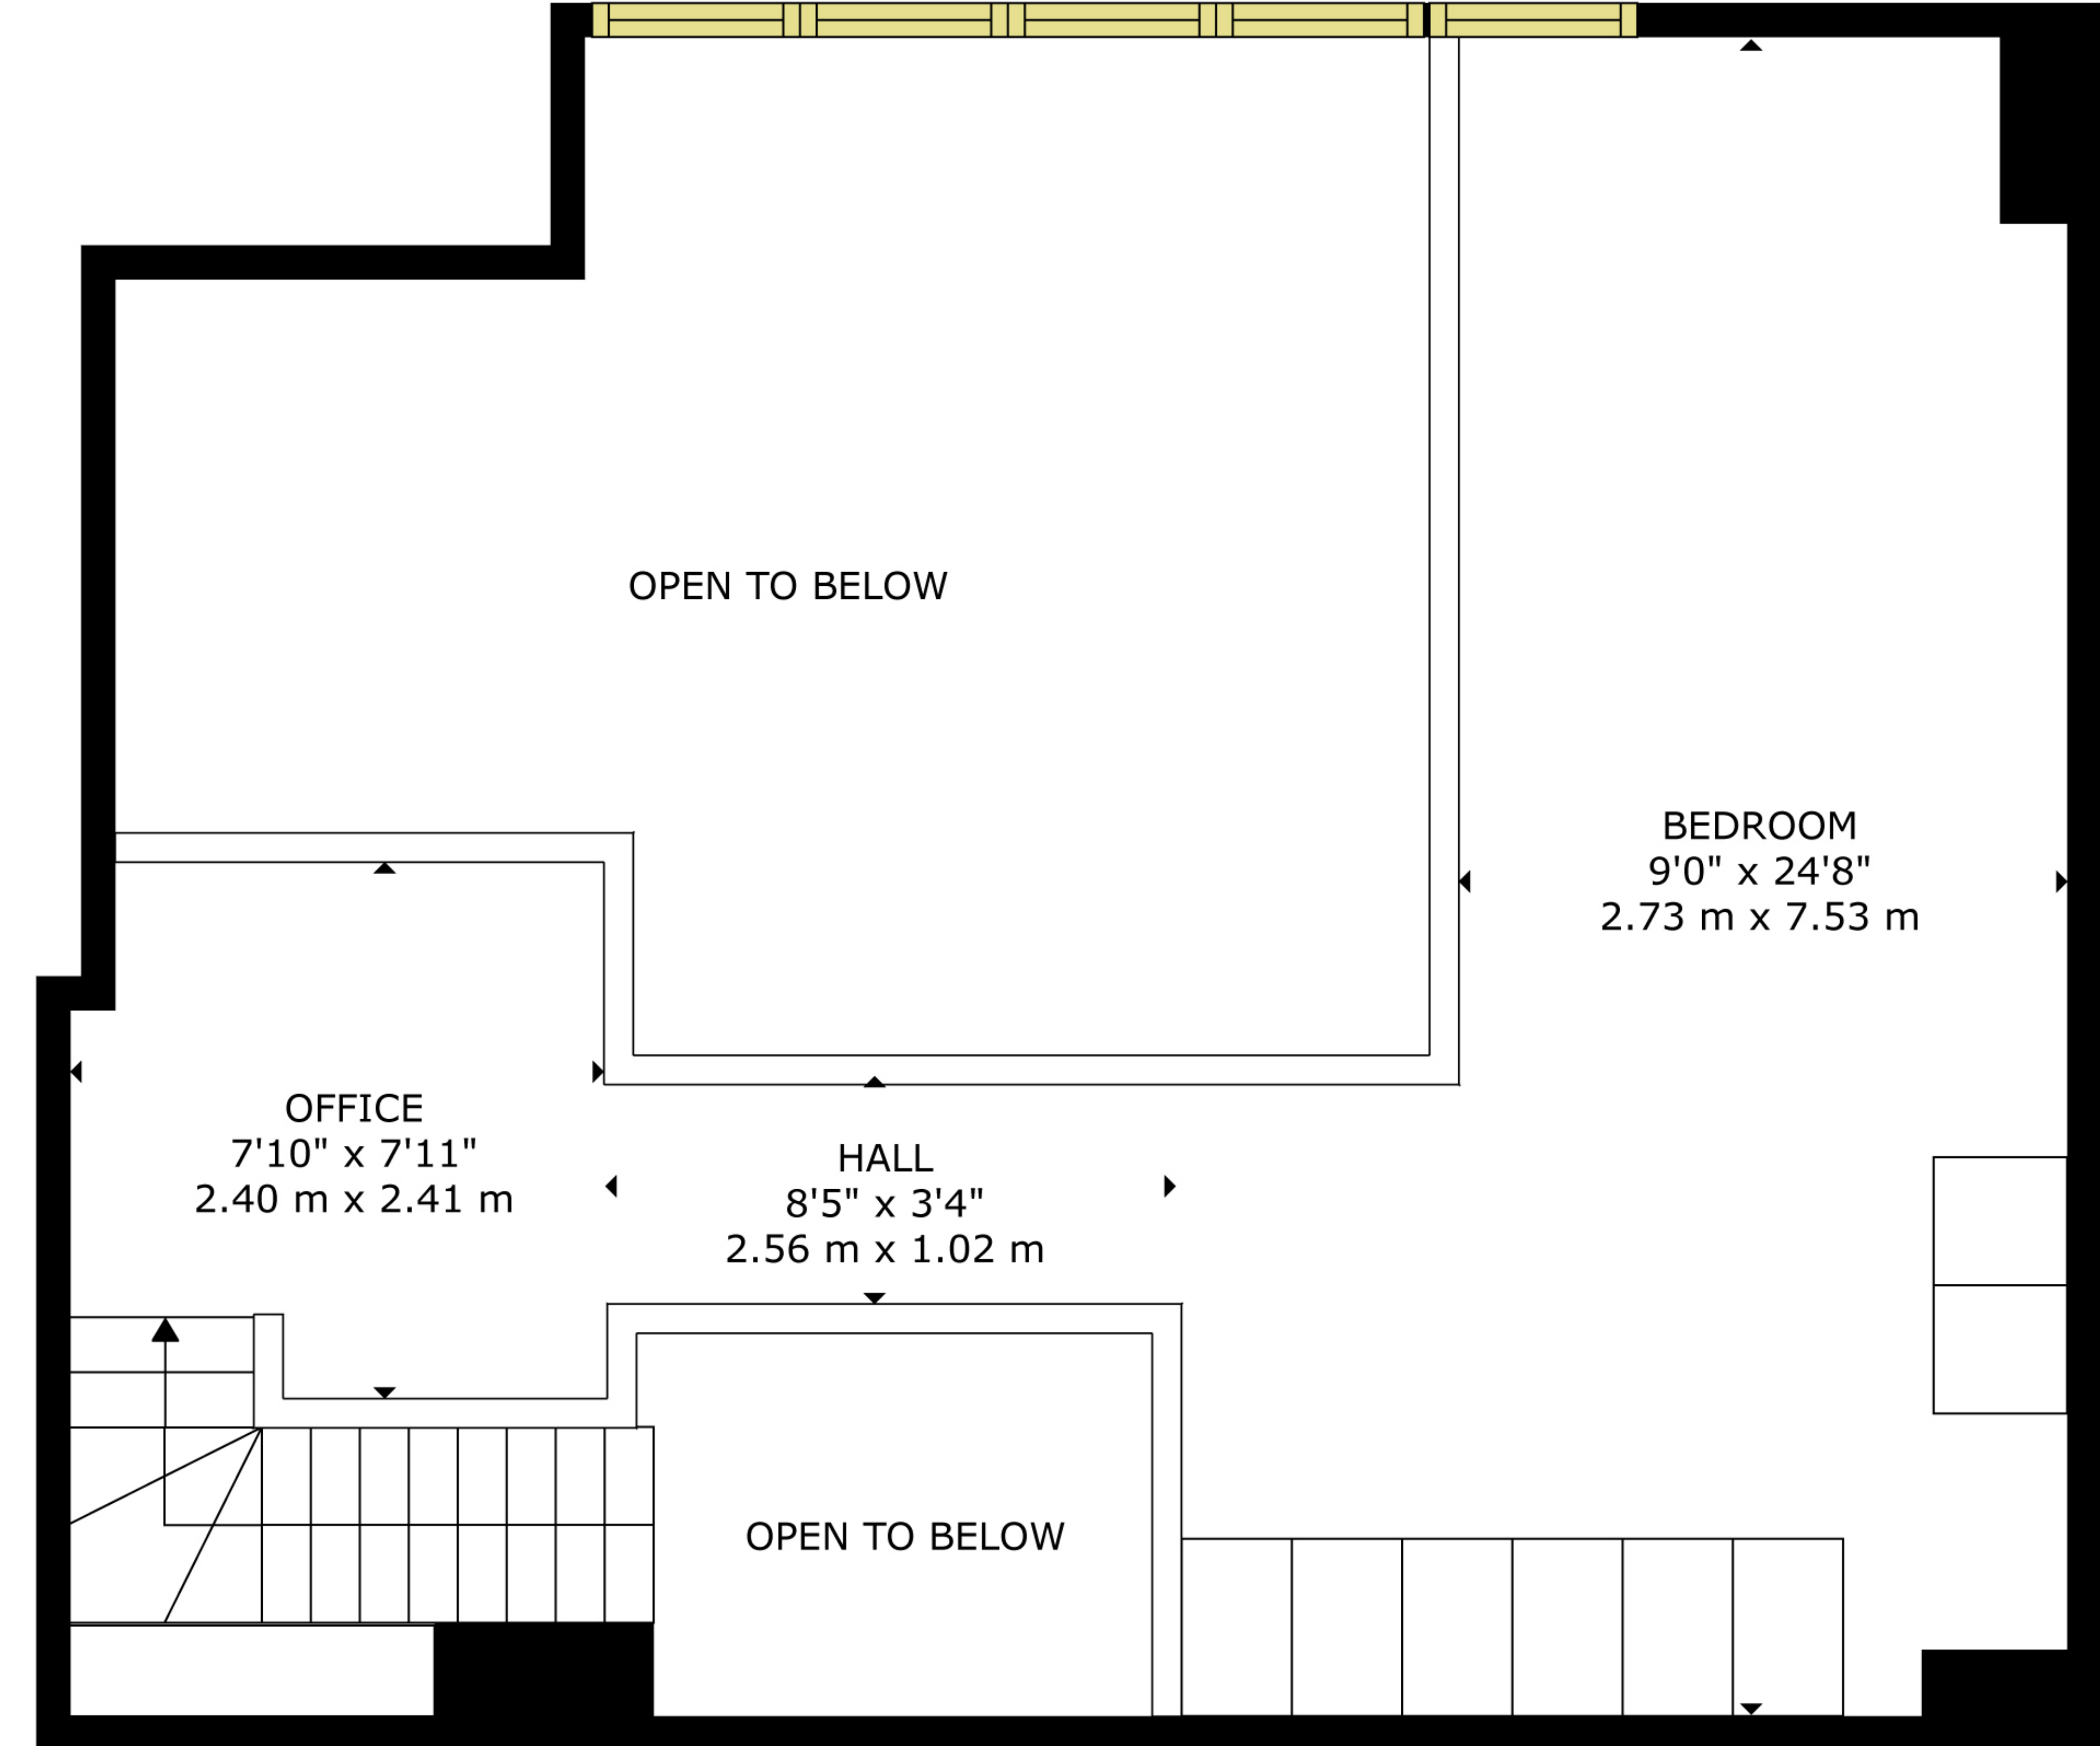 OPEN TO BELOW
BEDROOM
9'0" x 24'8"
2.73 m x 7.53 m
OFFICE
7'10" x 7'11"
2.40 m x 2.41 m
HALL
8'5" x 3'4"
2.56 m x 1.02 m
OPEN TO BELOW